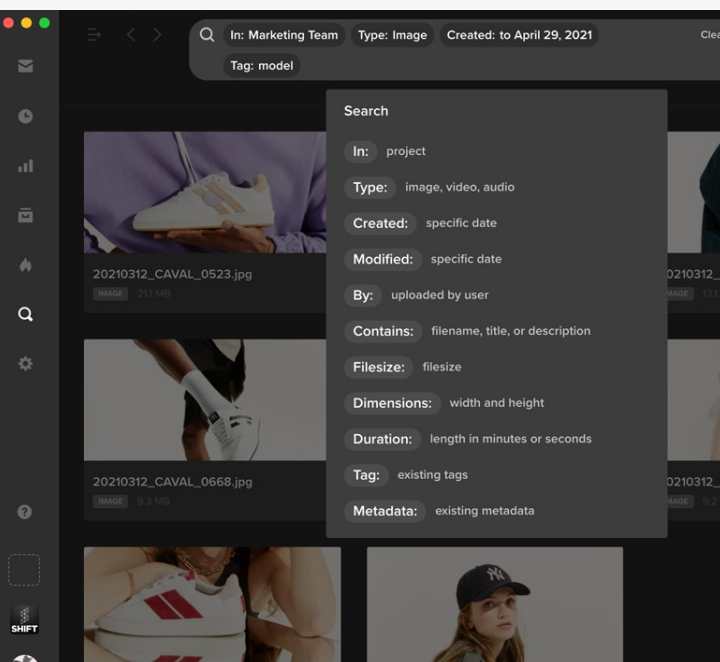 In: Marketing Team Type: Image Created: to April 29, 2021
Tag: model
Search
In: project
Type: image, video, audio
Created: specific date
Modified: specific date
By: uploaded by user
Contains: filename, title, or description
Filesize: filesize
Dimensions: width and height
Duration: length in minutes or seconds
Tag: existing tags
Metadata: existing metadata
20210312_CAVAL_0523.jpg
IMAGE 21.1 MB
20210312_CAVAL_0668.jpg
IMAGE 9.3 MB
SHIFT
NY